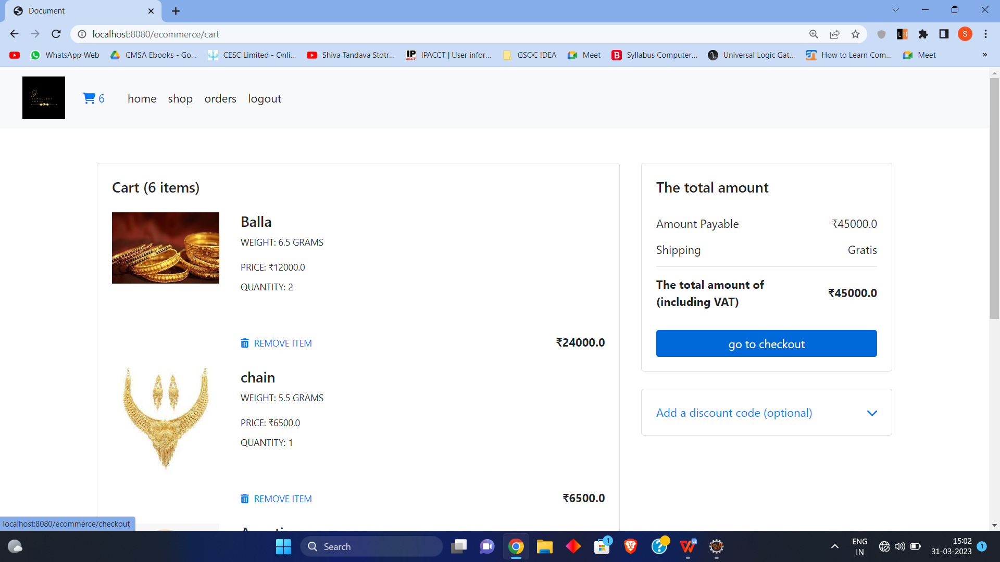 Document
localhost:8080/ecommerce/cart
S
WhatsApp Web
CMSA Ebooks - Go...
CESC Limited - Onli...
Shiva Tandava Stotr...
IPACCT | User infor...
GSOC IDEA
Meet
Syllabus Computer...
Universal Logic Gat...
How to Learn Com...
Meet
»
6
home
shop
orders
logout
Cart (6 items)
Balla
WEIGHT: 6.5 GRAMS
PRICE: ₹12000.0
QUANTITY: 2
REMOVE ITEM
₹24000.0
chain
WEIGHT: 5.5 GRAMS
PRICE: ₹6500.0
QUANTITY: 1
REMOVE ITEM
₹6500.0
The total amount
Amount Payable
₹45000.0
Shipping
Gratis
The total amount of
(including VAT)
₹45000.0
go to checkout
Add a discount code (optional)
localhost:8080/ecommerce/checkout
Search
1
ENG
IN
15:02
31-03-2023
1